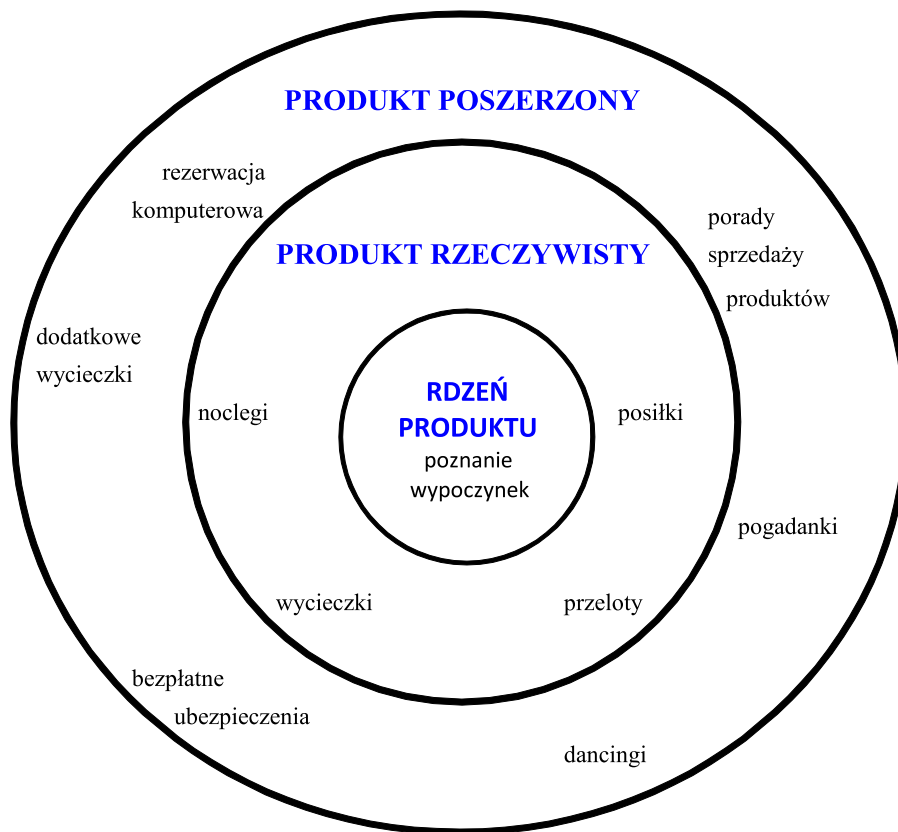 PRODUKT POSZERZONY
rezerwacja
komputerowa
porady
sprzedaży
produktów
PRODUKT RZECZYWISTY
dodatkowe
wycieczki
noclegi
RDZEŃ
PRODUKTU
poznanie
wypoczynek
posiłki
pogadanki
wycieczki
przeloty
bezpłatne
ubezpieczenia
dancingi